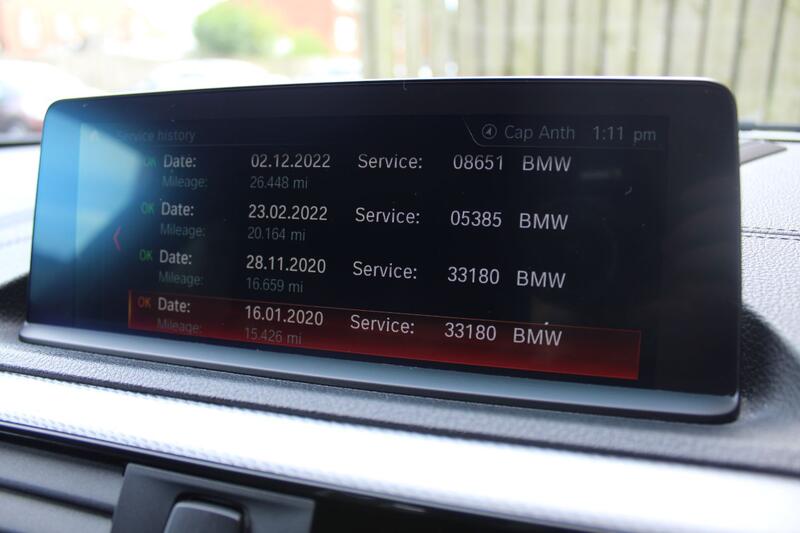 Service history Cap Anth 1:11 pm
OK Date: 02.12.2022 Service: 08651 BMW
Mileage: 26.448 mi
OK Date: 23.02.2022 Service: 05385 BMW
Mileage: 20.164 mi
OK Date: 28.11.2020 Service: 33180 BMW
Mileage: 16.659 mi
OK Date: 16.01.2020 Service: 33180 BMW
Mileage: 15.426 mi